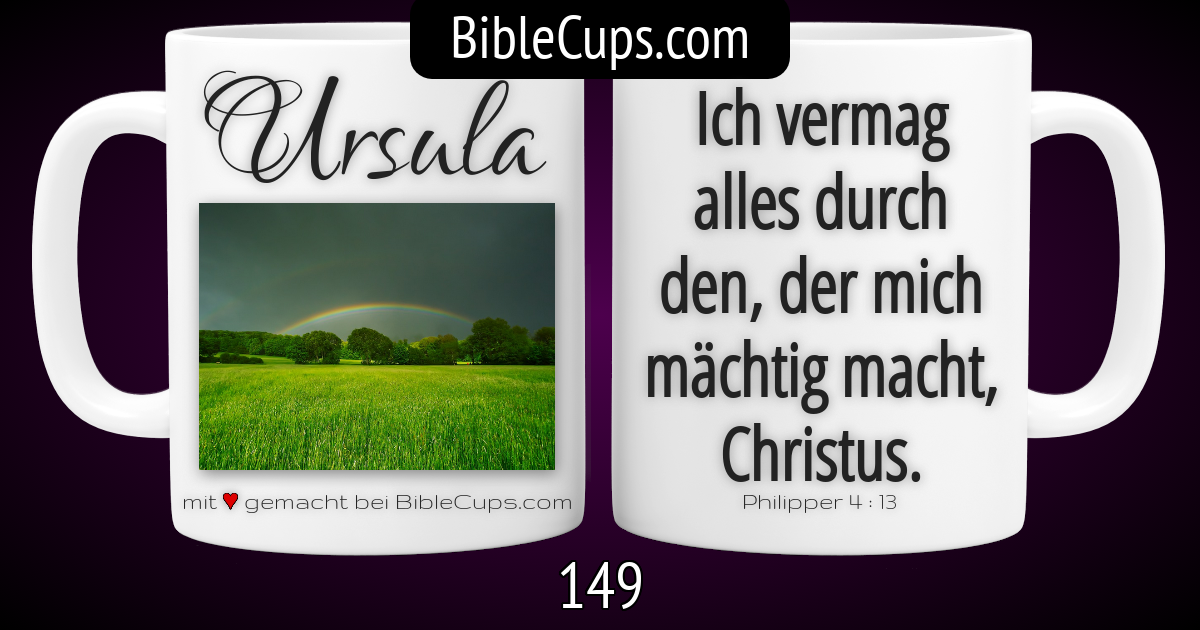 BibleCups.com
Ursula
mit ♥ gemacht bei BibleCups.com
Ich vermag
alles durch
den, der mich
mächtig macht,
Christus.
Philipper 4 : 13
149